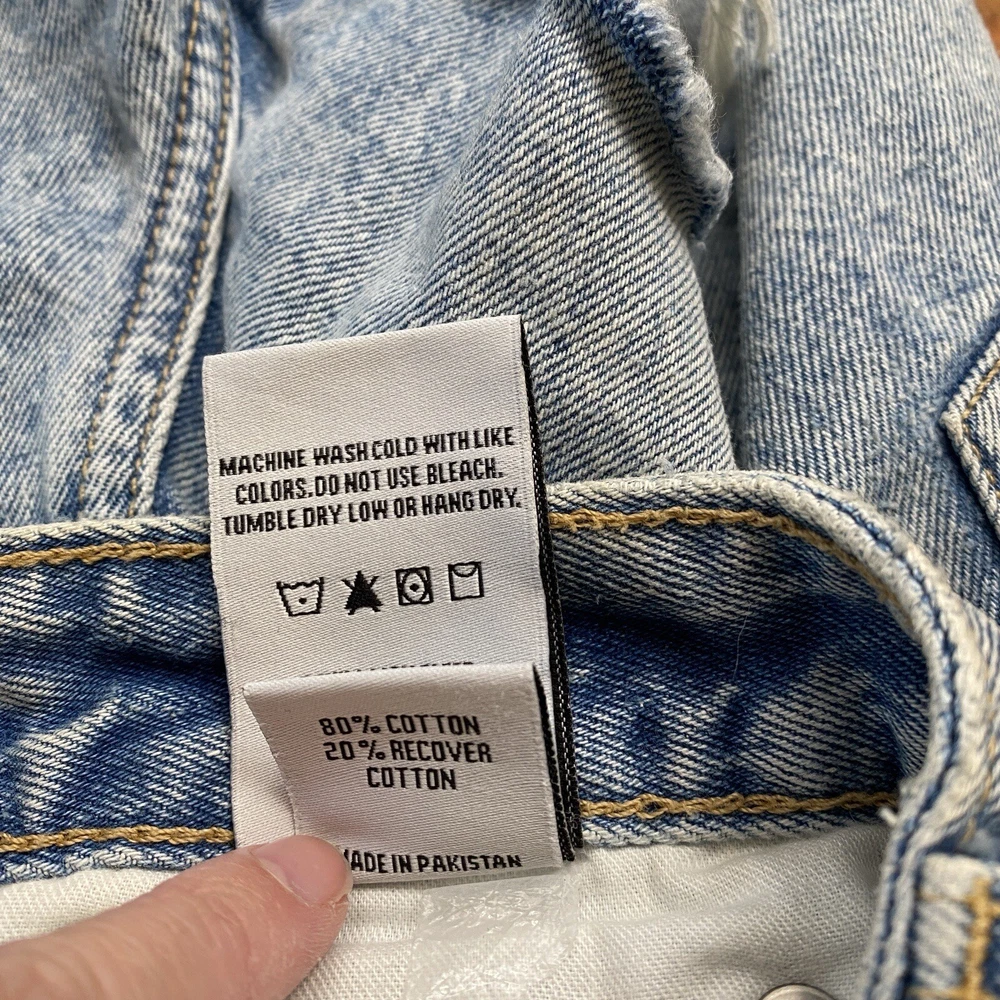 MACHINE WASH COLD WITH LIKE
COLORS. DO NOT USE BLEACH.
TUMBLE DRY LOW OR HANG DRY.
80% COTTON
20% RECOVER
COTTON
ADE IN PAKISTAN